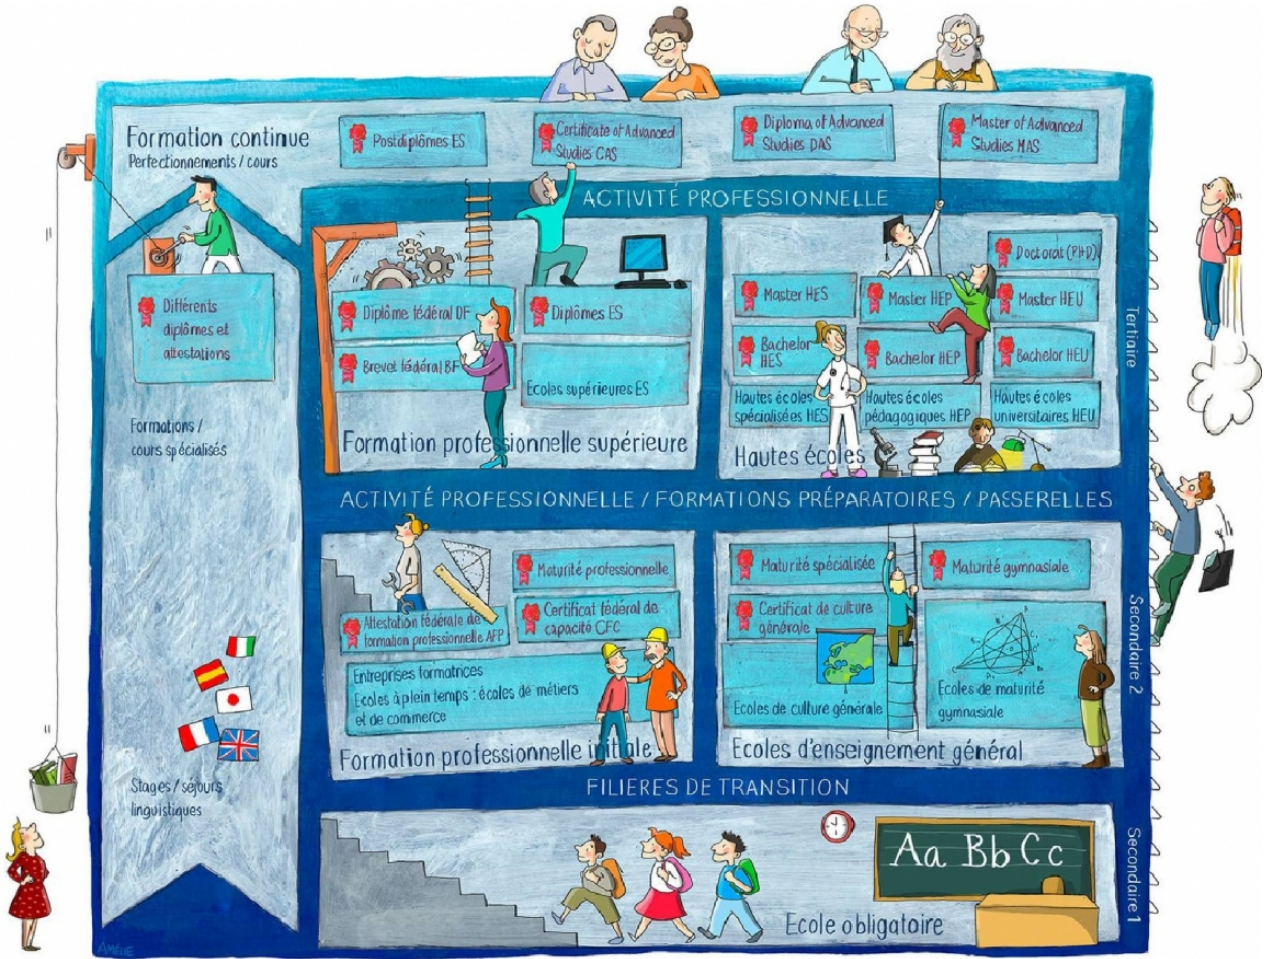 Formation continue
Perfectionnements / cours
Postdiplômes ES
Certificate of Advanced
Studies CAS
Diploma of Advanced
Studies DAS
Master of Advanced
Studies MAS
ACTIVITÉ PROFESSIONNELLE
Différents
diplômes et
attestations
Formations /
cours spécialisés
Stages / séjours
linguistiques
Diplôme fédéral DF
Diplômes ES
Brevet fédéral BF
Ecoles supérieures ES
Formation professionnelle supérieure
Doctorat (PHD)
Master HES
Master HEP
Master HEU
Bachelor
HES
Bachelor HEP
Bachelor HEU
Hautes écoles
spécialisées HES
Hautes écoles
pédagogiques HEP
Hautes écoles
universitaires HEU
Hautes écoles
Tertiaire
ACTIVITÉ PROFESSIONNELLE / FORMATIONS PRÉPARATOIRES / PASSERELLES
Maturité professionnelle
Attestation fédérale de
formation professionnelle AFP
Certificat fédéral de
capacité CFC
Entreprises formatrices
Ecoles à plein temps : écoles de métiers
et de commerce
Formation professionnelle initiale
Maturité spécialisée
Maturité gymnasiale
Certificat de culture
générale
Ecoles de culture générale
Ecoles de maturité
gymnasiale
Ecoles d'enseignement général
Secondaire 2
FILIERES DE TRANSITION
Aa Bb Cc
Ecole obligatoire
Secondaire 1
AMÉLIE